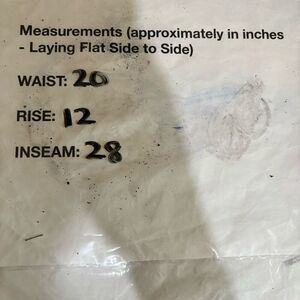 Measurements (approximately in inches
- Laying Flat Side to Side)
WAIST: 20
RISE: 12
INSEAM: 28